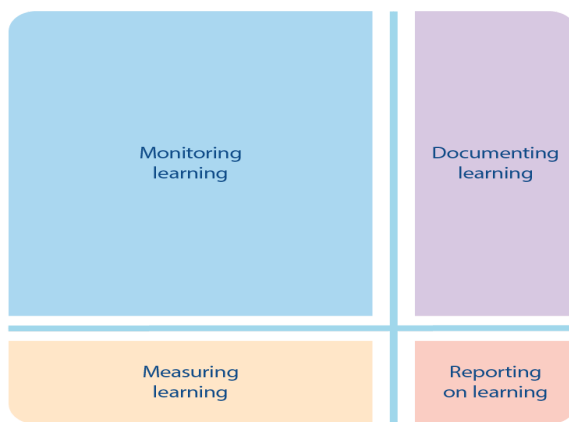 Monitoring
learning
Documenting
learning
Measuring
learning
Reporting
on learning